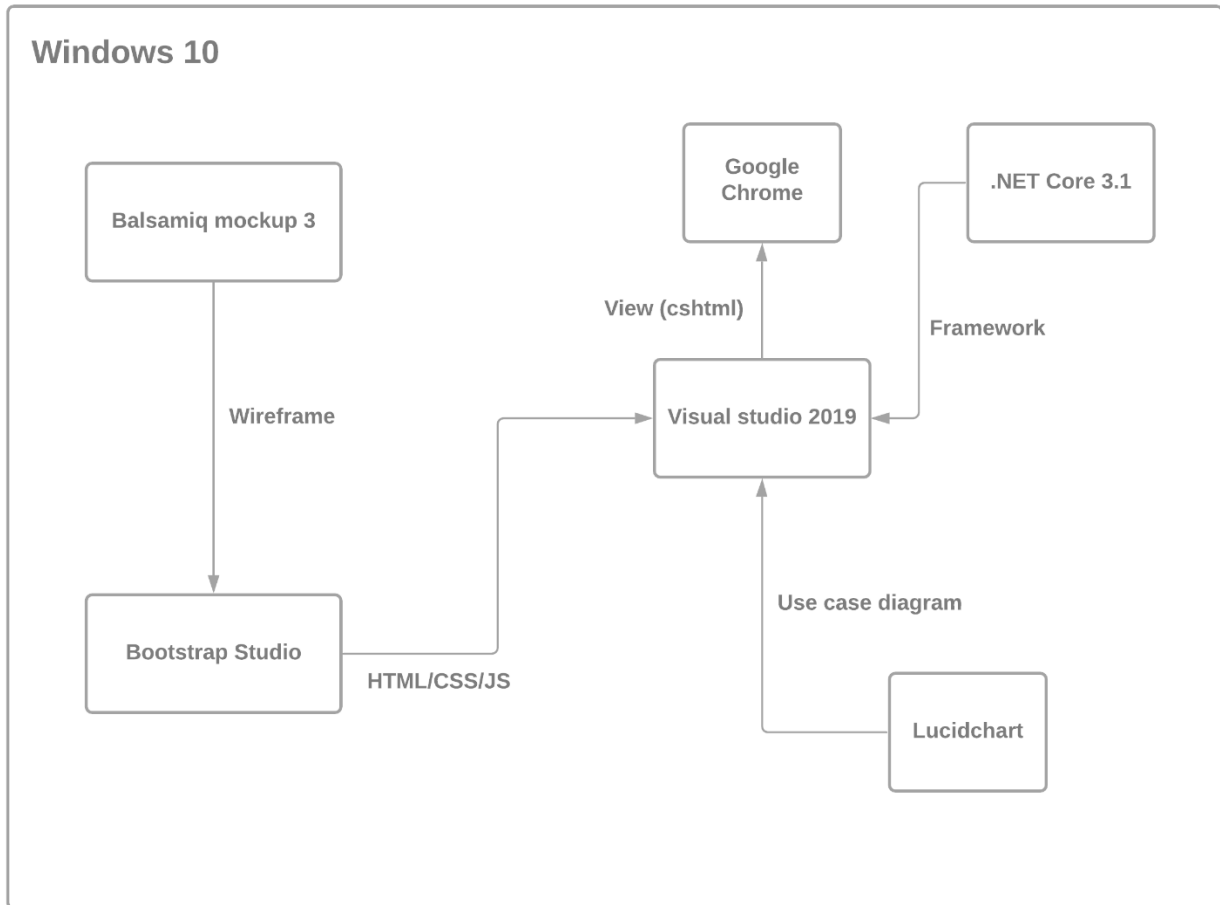 Windows 10
Google
Chrome
.NET Core 3.1
Balsamiq mockup 3
View (cshtml)
Framework
Wireframe
Visual studio 2019
Use case diagram
Bootstrap Studio
HTML/CSS/JS
Lucidchart